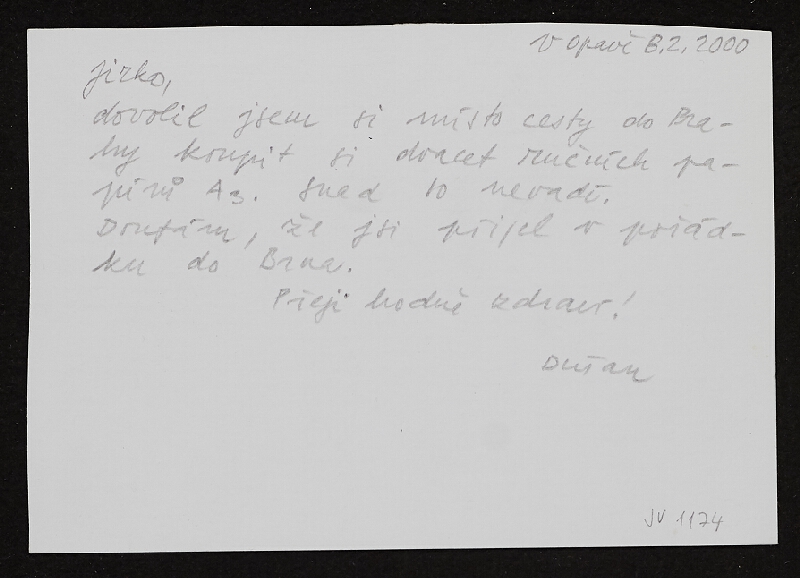 V Opavě 8.2.2000
Jirko,
dovolil jsem si místo cesty do Pra-
hy koupit si dvacet ručních pa-
pírů A3. Snad to nevadí.
Doufám, že jsi přijel v pořád-
ku do Brna.
Přeji hodně zdraví!
Dušan
JV 1174